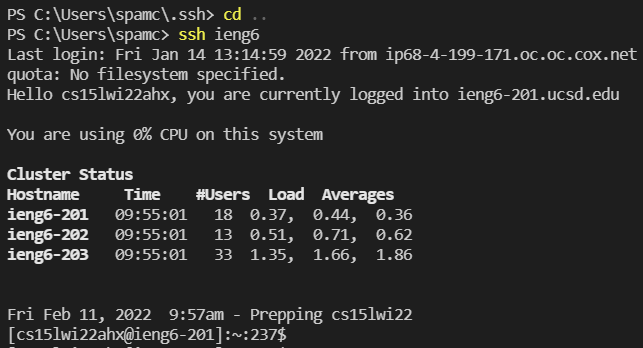 PS C:\Users\spamc\.ssh> cd ..
PS C:\Users\spamc> ssh ieng6
Last login: Fri Jan 14 13:14:59 2022 from ip68-4-199-171.oc.oc.cox.net
quota: No filesystem specified.
Hello cs15lwi22ahx, you are currently logged into ieng6-201.ucsd.edu
You are using 0% CPU on this system
Cluster Status
Hostname     Time    #Users  Load  Averages
ieng6-201   09:55:01   18  0.37,  0.44,  0.36
ieng6-202   09:55:01   13  0.51,  0.71,  0.62
ieng6-203   09:55:01   33  1.35,  1.66,  1.86
Fri Feb 11, 2022  9:57am - Prepping cs15lwi22
[cs15lwi22ahx@ieng6-201]:~:237$